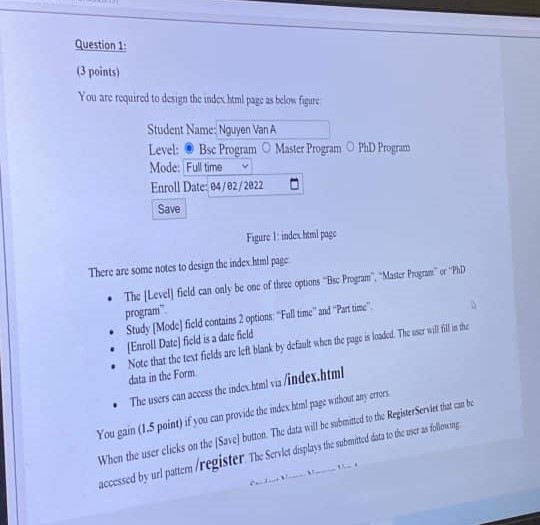 Question 1:
(3 points)
You are required to design the index.html page as below figure:
Student Name: Nguyen Van A
Level: Bsc Program Master Program PhD Program
Mode: Full time
Enroll Date: 04/02/2022
Save
Figure 1: index.html page
There are some notes to design the index.html page:
• The [Level] field can only be one of three options "Bsc Program", "Master Program" or "PhD
program".
• Study [Mode] field contains 2 options: "Full time" and "Part time".
• [Enroll Date] field is a date field
• Note that the text fields are left blank by default when the page is loaded. The user will fill in the
data in the Form.
• The users can access the index.html via /index.html
You gain (1.5 point) if you can provide the index.html page without any errors.
When the user clicks on the [Save] button. The data will be submitted to the RegisterServlet that can be
accessed by url pattern /register. The Servlet displays the submitted data to the user as following: